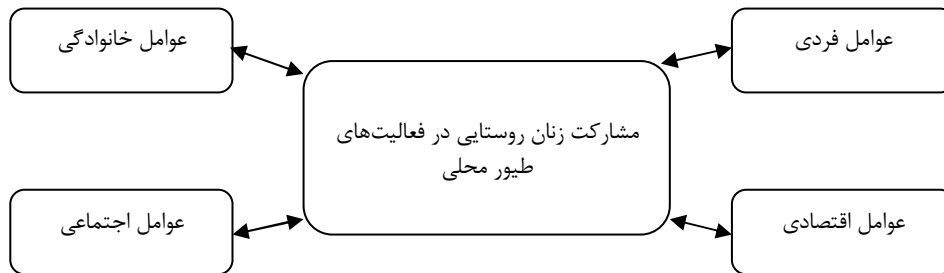 عوامل فردی
عوامل خانوادگی
مشارکت زنان روستایی در فعالیت‌های
طیور محلی
عوامل اقتصادی
عوامل اجتماعی